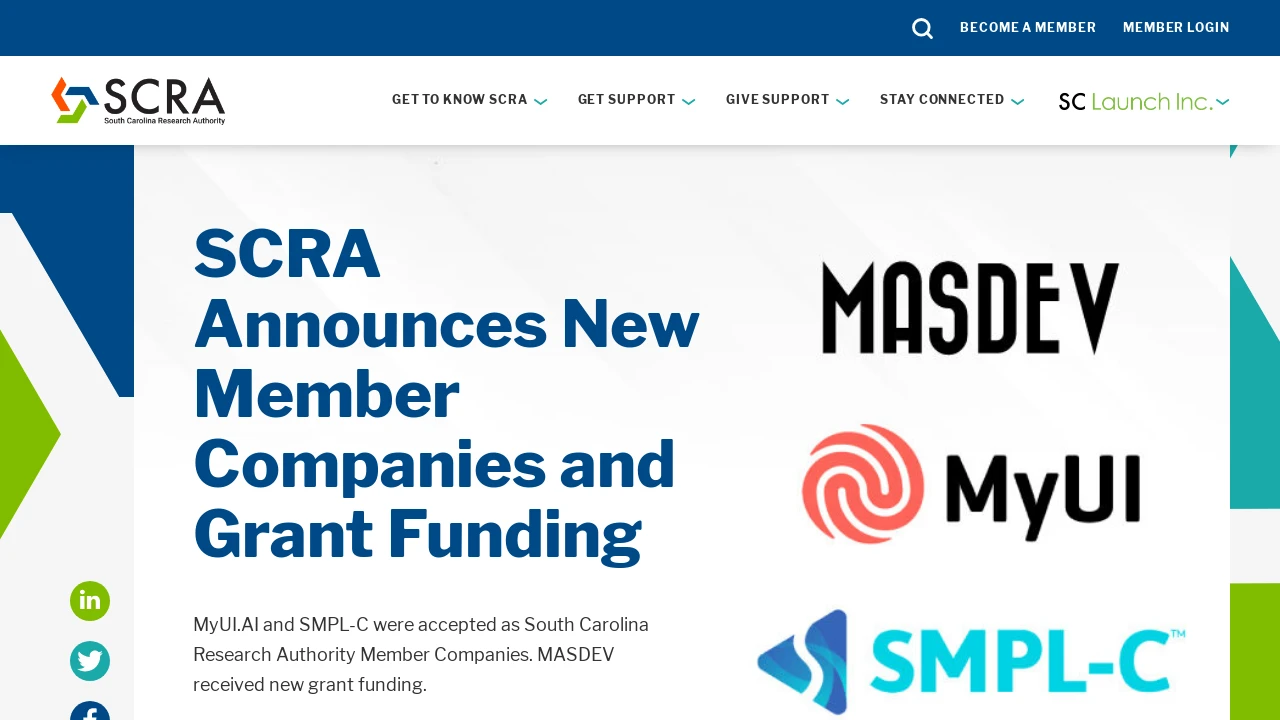 BECOME A MEMBER MEMBER LOGIN
SCRA
South Carolina Research Authority
GET TO KNOW SCRA GET SUPPORT GIVE SUPPORT STAY CONNECTED SC Launch Inc.
SCRA
Announces New
Member
Companies and
Grant Funding
MyUI.AI and SMPL-C were accepted as South Carolina
Research Authority Member Companies. MASDEV
received new grant funding.
MASDEV
MyUI
SMPL-C™
in
f